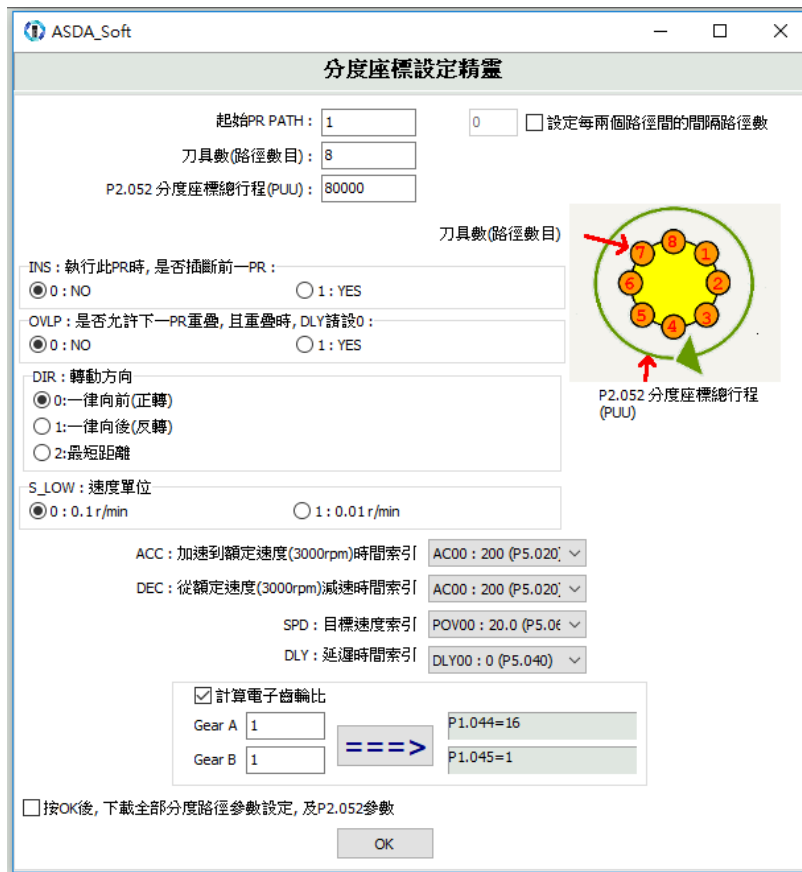 ASDA_Soft
分度座標設定精靈
起始PR PATH： 1 0 設定每兩個路徑間的間隔路徑數
刀具數(路徑數目)： 8
P2.052 分度座標總行程(PUU)： 80000
刀具數(路徑數目)
8
7 1
6 2
5 3
4
P2.052 分度座標總行程
(PUU)
INS：執行此PR時, 是否插斷前一PR：
0：NO 1：YES
OVLP：是否允許下一PR重疊, 且重疊時, DLY請設0：
0：NO 1：YES
DIR：轉動方向
0:一律向前(正轉)
1:一律向後(反轉)
2:最短距離
S_LOW：速度單位
0：0.1 r/min 1：0.01 r/min
ACC：加速到額定速度(3000rpm)時間索引 AC00：200 (P5.020)
DEC：從額定速度(3000rpm)減速時間索引 AC00：200 (P5.020)
SPD：目標速度索引 POV00：20.0 (P5.06
DLY：延遲時間索引 DLY00：0 (P5.040)
計算電子齒輪比
Gear A 1 ===> P1.044=16
Gear B 1 P1.045=1
按OK後, 下載全部分度路徑參數設定, 及P2.052參數
OK